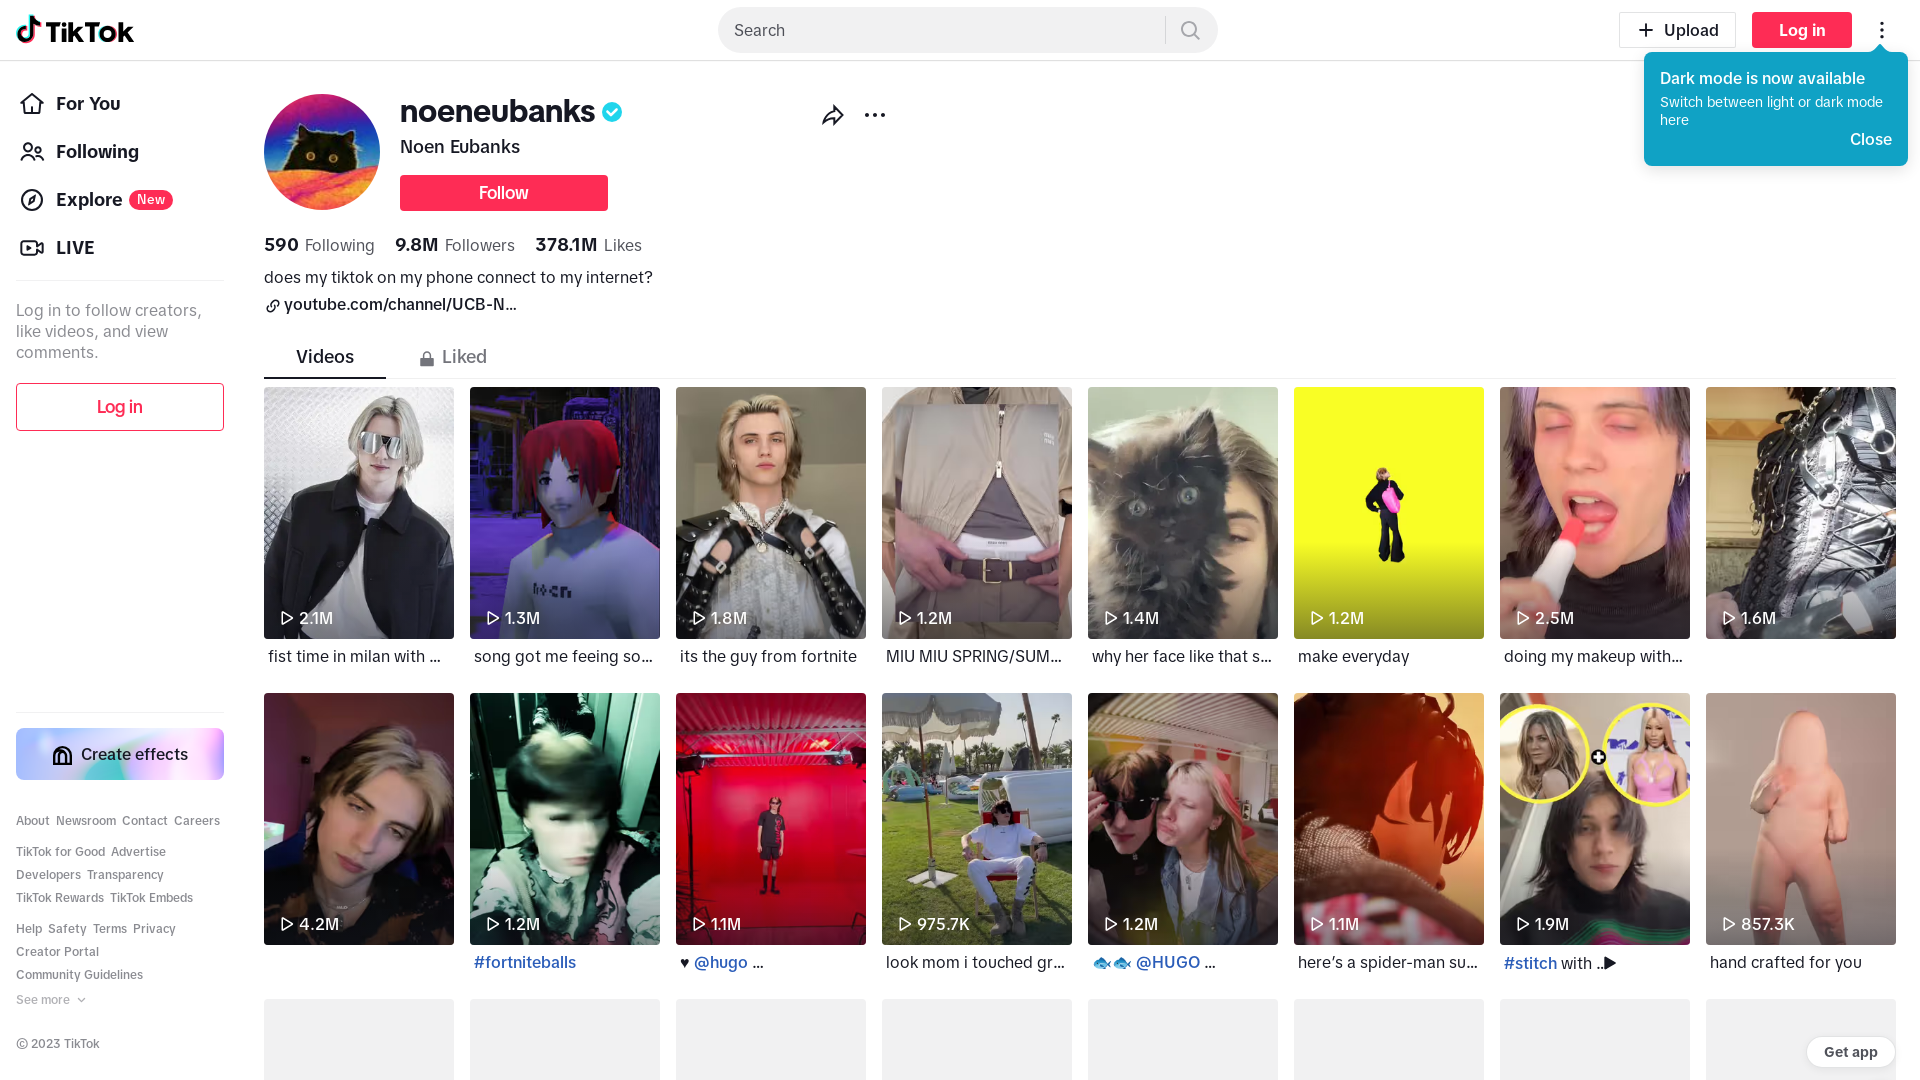 TikTok
Search
Upload
Log in
Dark mode is now available
Switch between light or dark mode
here
Close
For You
Following
Explore New
LIVE
Log in to follow creators,
like videos, and view
comments.
Log in
Create effects
About Newsroom Contact Careers
TikTok for Good Advertise
Developers Transparency
TikTok Rewards TikTok Embeds
Help Safety Terms Privacy
Creator Portal
Community Guidelines
See more
© 2023 TikTok
noeneubanks
Noen Eubanks
Follow
590 Following 9.8M Followers 378.1M Likes
does my tiktok on my phone connect to my internet?
youtube.com/channel/UCB-N...
Videos
Liked
2.1M
1.3M
1.8M
1.2M
1.4M
1.2M
2.5M
1.6M
fist time in milan with ...
song got me feeing so...
its the guy from fortnite
MIU MIU SPRING/SUM...
why her face like that s...
make everyday
doing my makeup with...
4.2M
1.2M
1.1M
975.7K
1.2M
1.1M
1.9M
857.3K
#fortniteballs
♥ @hugo ...
look mom i touched gr...
🐟🐟 @HUGO ...
here's a spider-man su...
#stitch with ...
hand crafted for you
Get app